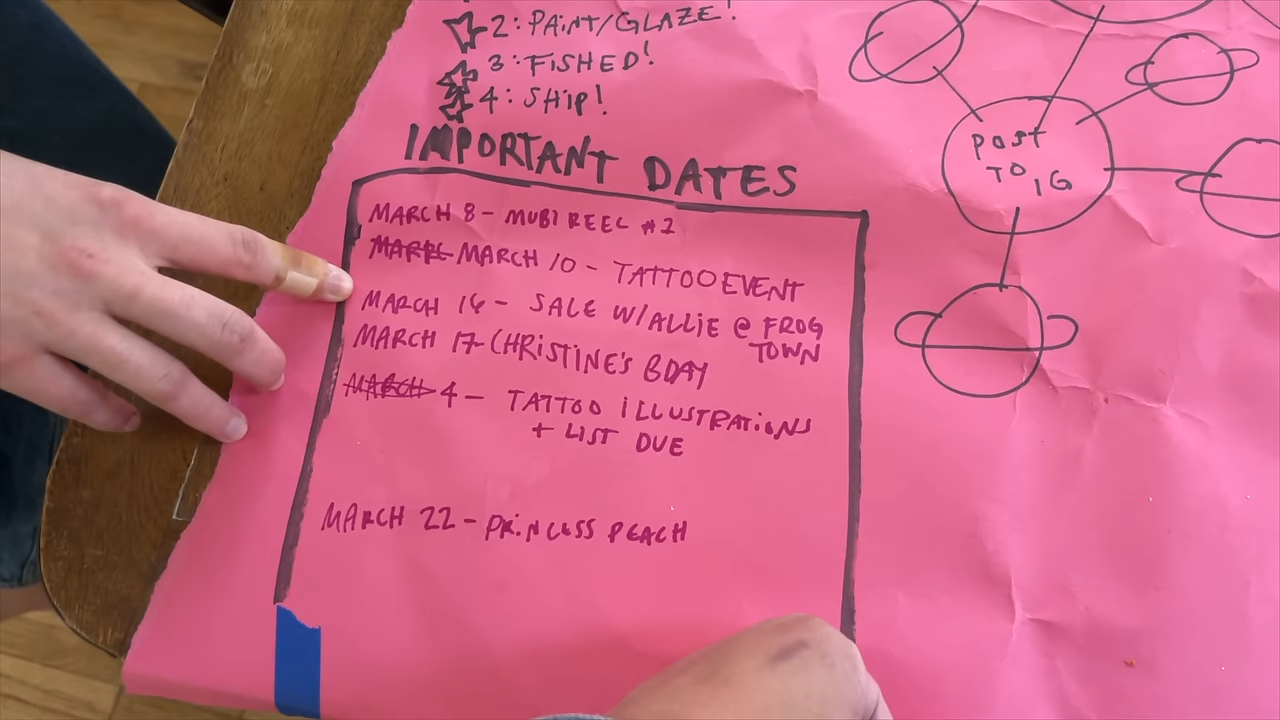 2: PAINT/GLAZE!
3: FISHED!
4: SHIP!
IMPORTANT DATES
MARCH 8 - MUBI REEL #2
MARCH 10 - TATTOO EVENT
MARCH 16 - SALE W/ALLIE @ FROG
TOWN
MARCH 17 - CHRISTINE'S BDAY
MARCH 4 - TATTOO ILLUSTRATIONS
+ LIST DUE
MARCH 22 - PRINCESS PEACH
POST
TO IG